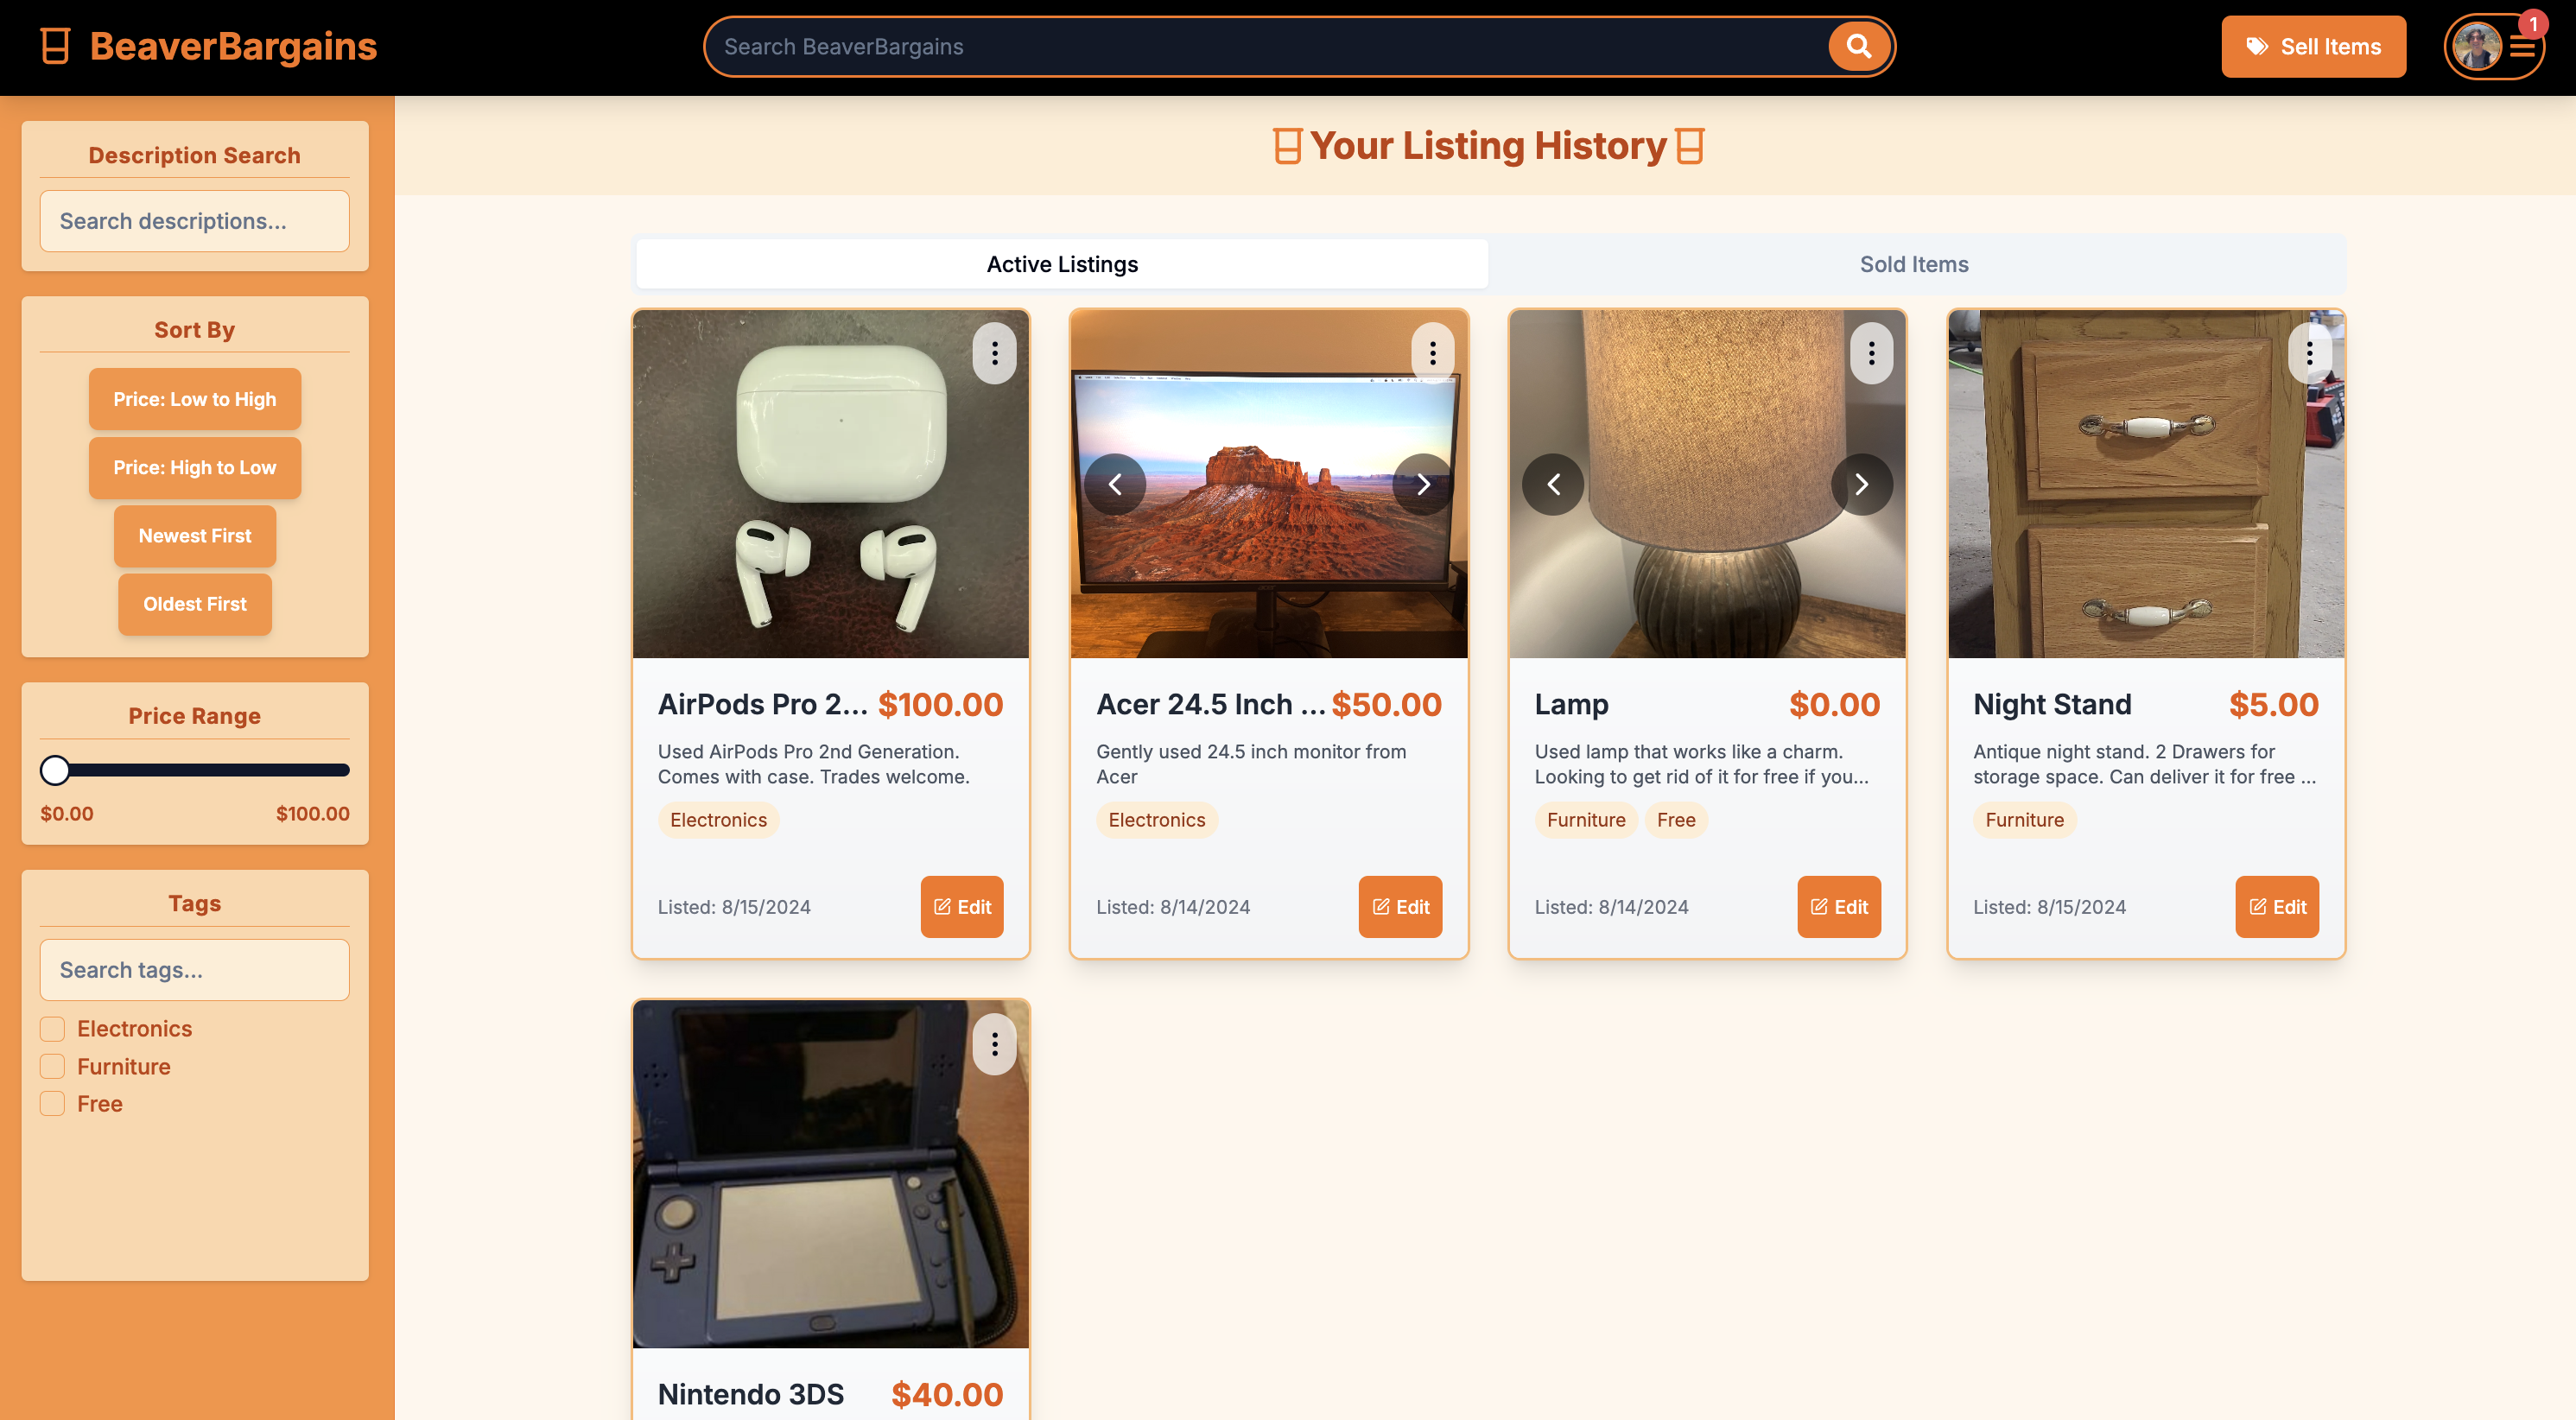 BeaverBargains
Search BeaverBargains
Sell Items
1
Description Search
Search descriptions...
Sort By
Price: Low to High
Price: High to Low
Newest First
Oldest First
Price Range
$0.00 $100.00
Tags
Search tags...
Electronics
Furniture
Free
Your Listing History
Active Listings
Sold Items
AirPods Pro 2... $100.00
Used AirPods Pro 2nd Generation.
Comes with case. Trades welcome.
Electronics
Listed: 8/15/2024
Edit
Acer 24.5 Inch ... $50.00
Gently used 24.5 inch monitor from
Acer
Electronics
Listed: 8/14/2024
Edit
Lamp $0.00
Used lamp that works like a charm.
Looking to get rid of it for free if you...
Furniture Free
Listed: 8/14/2024
Edit
Night Stand $5.00
Antique night stand. 2 Drawers for
storage space. Can deliver it for free ...
Furniture
Listed: 8/15/2024
Edit
Nintendo 3DS $40.00